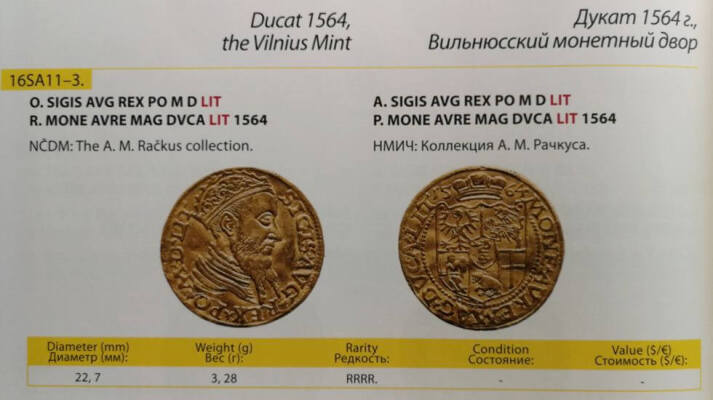 Ducat 1564,
the Vilnius Mint
Дукат 1564 г.,
Вильнюсский монетный двор
16SA11–3.
O. SIGIS AVG REX PO M D LIT
R. MONE AVRE MAG DVCA LIT 1564
NČDM: The A. M. Račkus collection.
А. SIGIS AVG REX PO M D LIT
Р. MONE AVRE MAG DVCA LIT 1564
НМИЧ: Коллекция А. М. Рачкуса.
Diameter (mm)
Диаметр (мм):
Weight (g)
Вес (г):
Rarity
Редкость:
Condition
Состояние:
Value ($/€)
Стоимость ($/€):
22, 7
3, 28
RRRR.
-
-